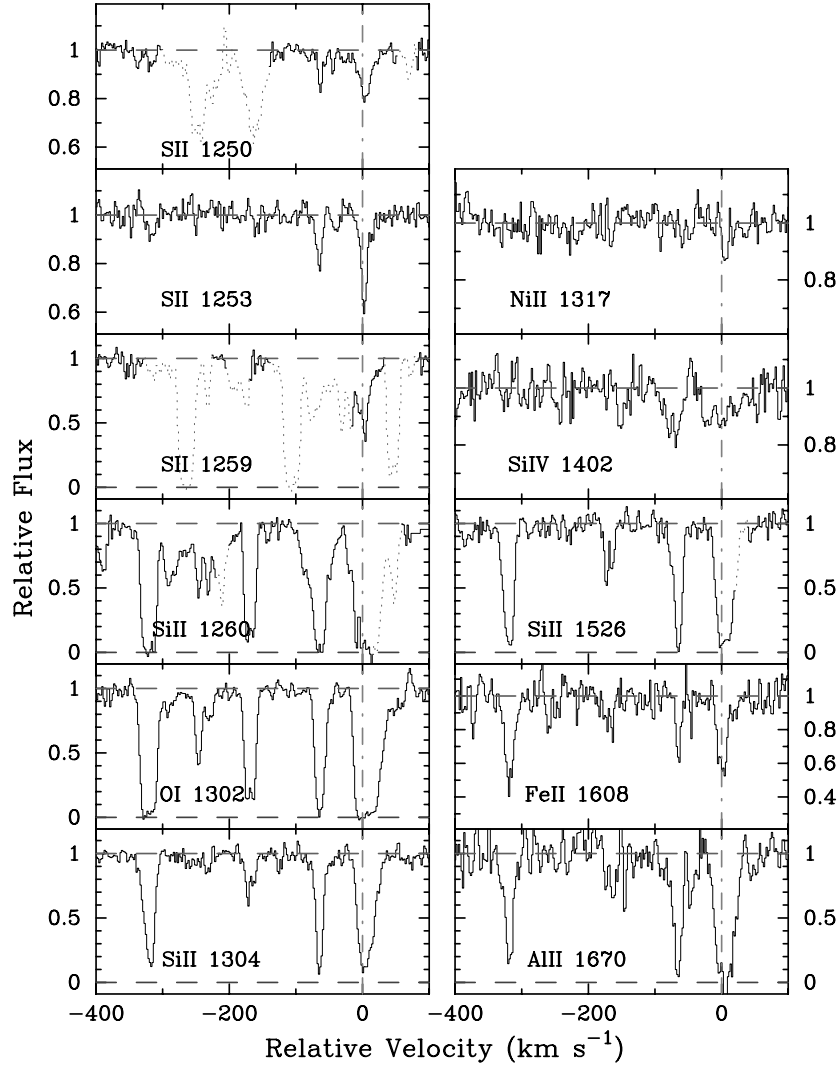 1
0.8
0.6
SII 1250
1
0.8
0.6
SII 1253
1
0.5
0
SII 1259
1
0.5
0
SiII 1260
1
0.5
0
OI 1302
1
0.5
0
SiII 1304
−400
−200
0
1
0.8
NiII 1317
1
0.8
SiIV 1402
1
0.5
0
SiII 1526
1
0.8
0.6
0.4
FeII 1608
1
0.5
0
AlII 1670
−400
−200
0
Relative Flux
Relative Velocity (km s⁻¹)